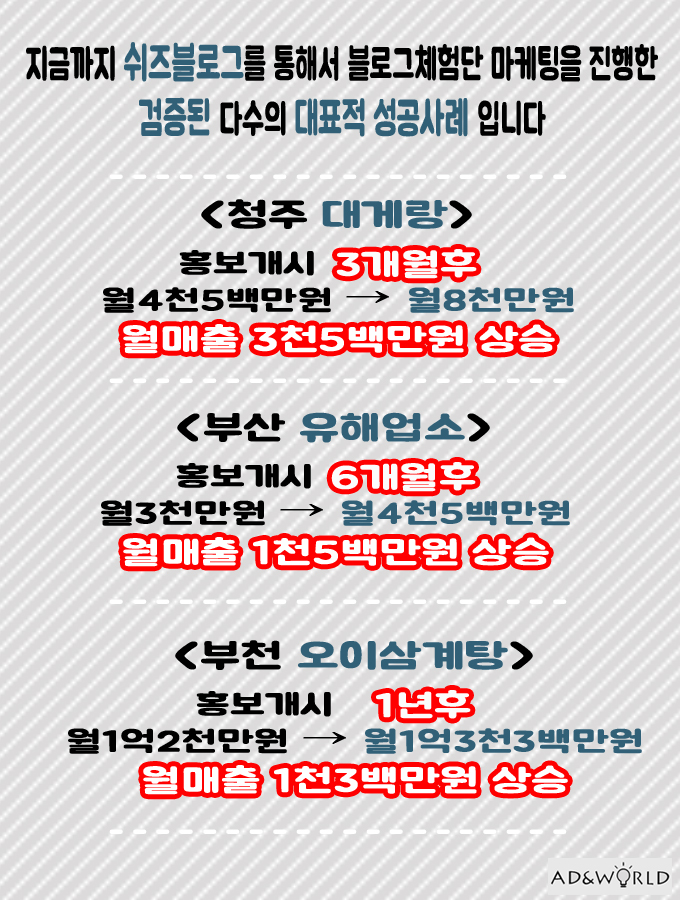 지금까지 쉬즈블로그를 통해서 블로그체험단 마케팅을 진행한
검증된 다수의 대표적 성공사례 입니다
<청주 대게랑>
홍보개시 3개월후
월4천5백만원 → 월8천만원
월매출 3천5백만원 상승
<부산 유해업소>
홍보개시 6개월후
월3천만원 → 월4천5백만원
월매출 1천5백만원 상승
<부천 오이삼계탕>
홍보개시 1년후
월1억2천만원 → 월1억3천3백만원
월매출 1천3백만원 상승
AD&WORLD